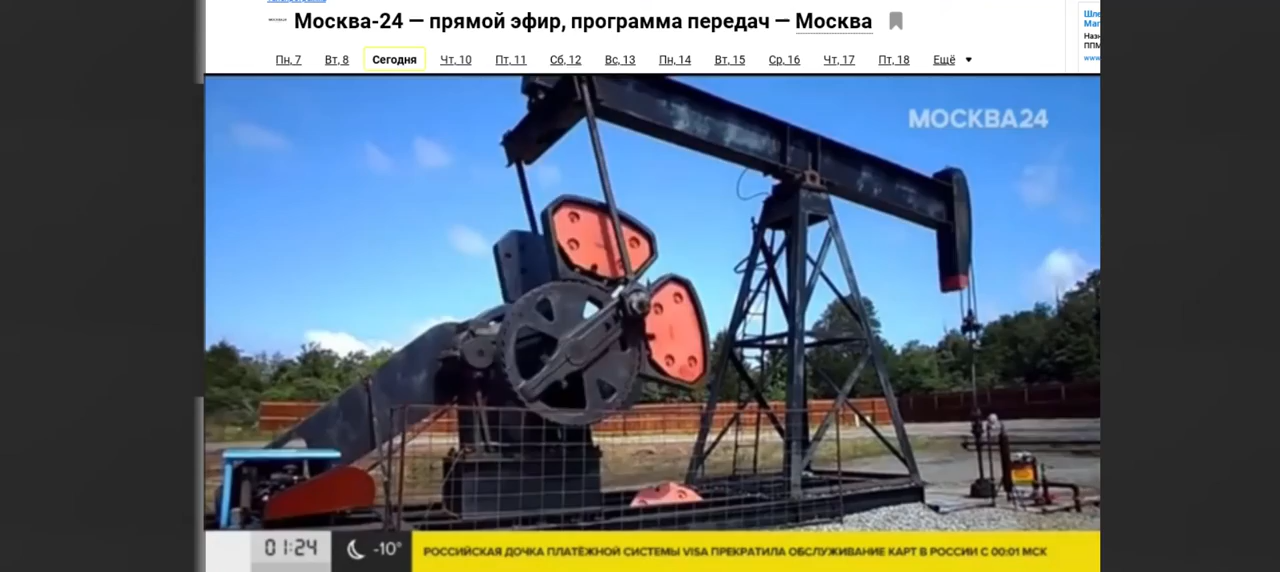 Москва-24 — прямой эфир, программа передач — Москва
Пн, 7 Вт, 8 Сегодня Чт, 10 Пт, 11 Сб, 12 Вс, 13 Пн, 14 Вт, 15 Ср, 16 Чт, 17 Пт, 18 Ещё
МОСКВА24
01:24 -10° РОССИЙСКАЯ ДОЧКА ПЛАТЁЖНОЙ СИСТЕМЫ VISA ПРЕКРАТИЛА ОБСЛУЖИВАНИЕ КАРТ В РОССИИ С 00:01 МСК